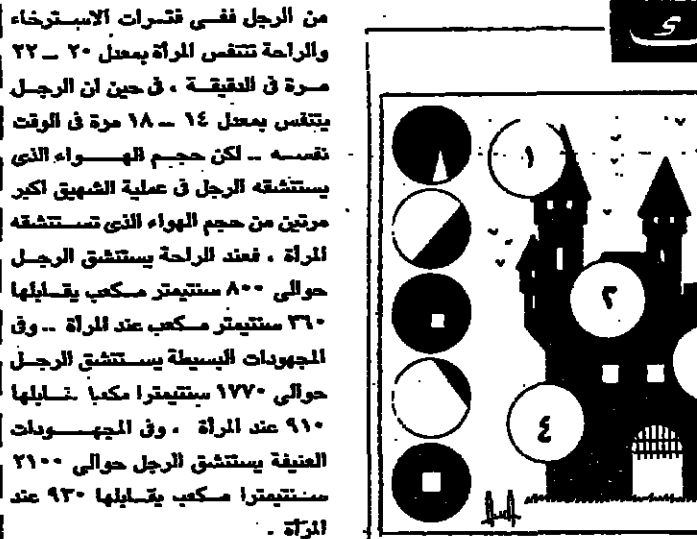 من الرجل ففي فترات الاسترخاء
والراحة تتنفس المرأة بمعدل ٢٠ ــ ٢٢
مرة في الدقيقة ، في حين ان الرجل
يتنفس بمعدل ١٤ ــ ١٨ مرة في الوقت
نفسه .. لكن حجم الهواء الذي
يستنشقه الرجل في عملية الشهيق اكبر
مرتين من حجم الهواء الذي تستنشقه
المرأة ، فعند الراحة يستنشق الرجل
حوالي ٨٠٠ سنتيمتر مكعب يقابلها
٣٦٠ سنتيمتر مكعب عند المرأة .. وفي
المجهودات البسيطة يستنشق الرجل
حوالي ١٧٧٠ سنتيمترا مكعبا يقابلها
٩١٠ عند المرأة ، وفي المجهودات
العنيفة يستنشق الرجل حوالي ٢١٠٠
سنتيمترا مكعب يقابلها ٩٣٠ عند
المرأة .
ى
١
٣
٤